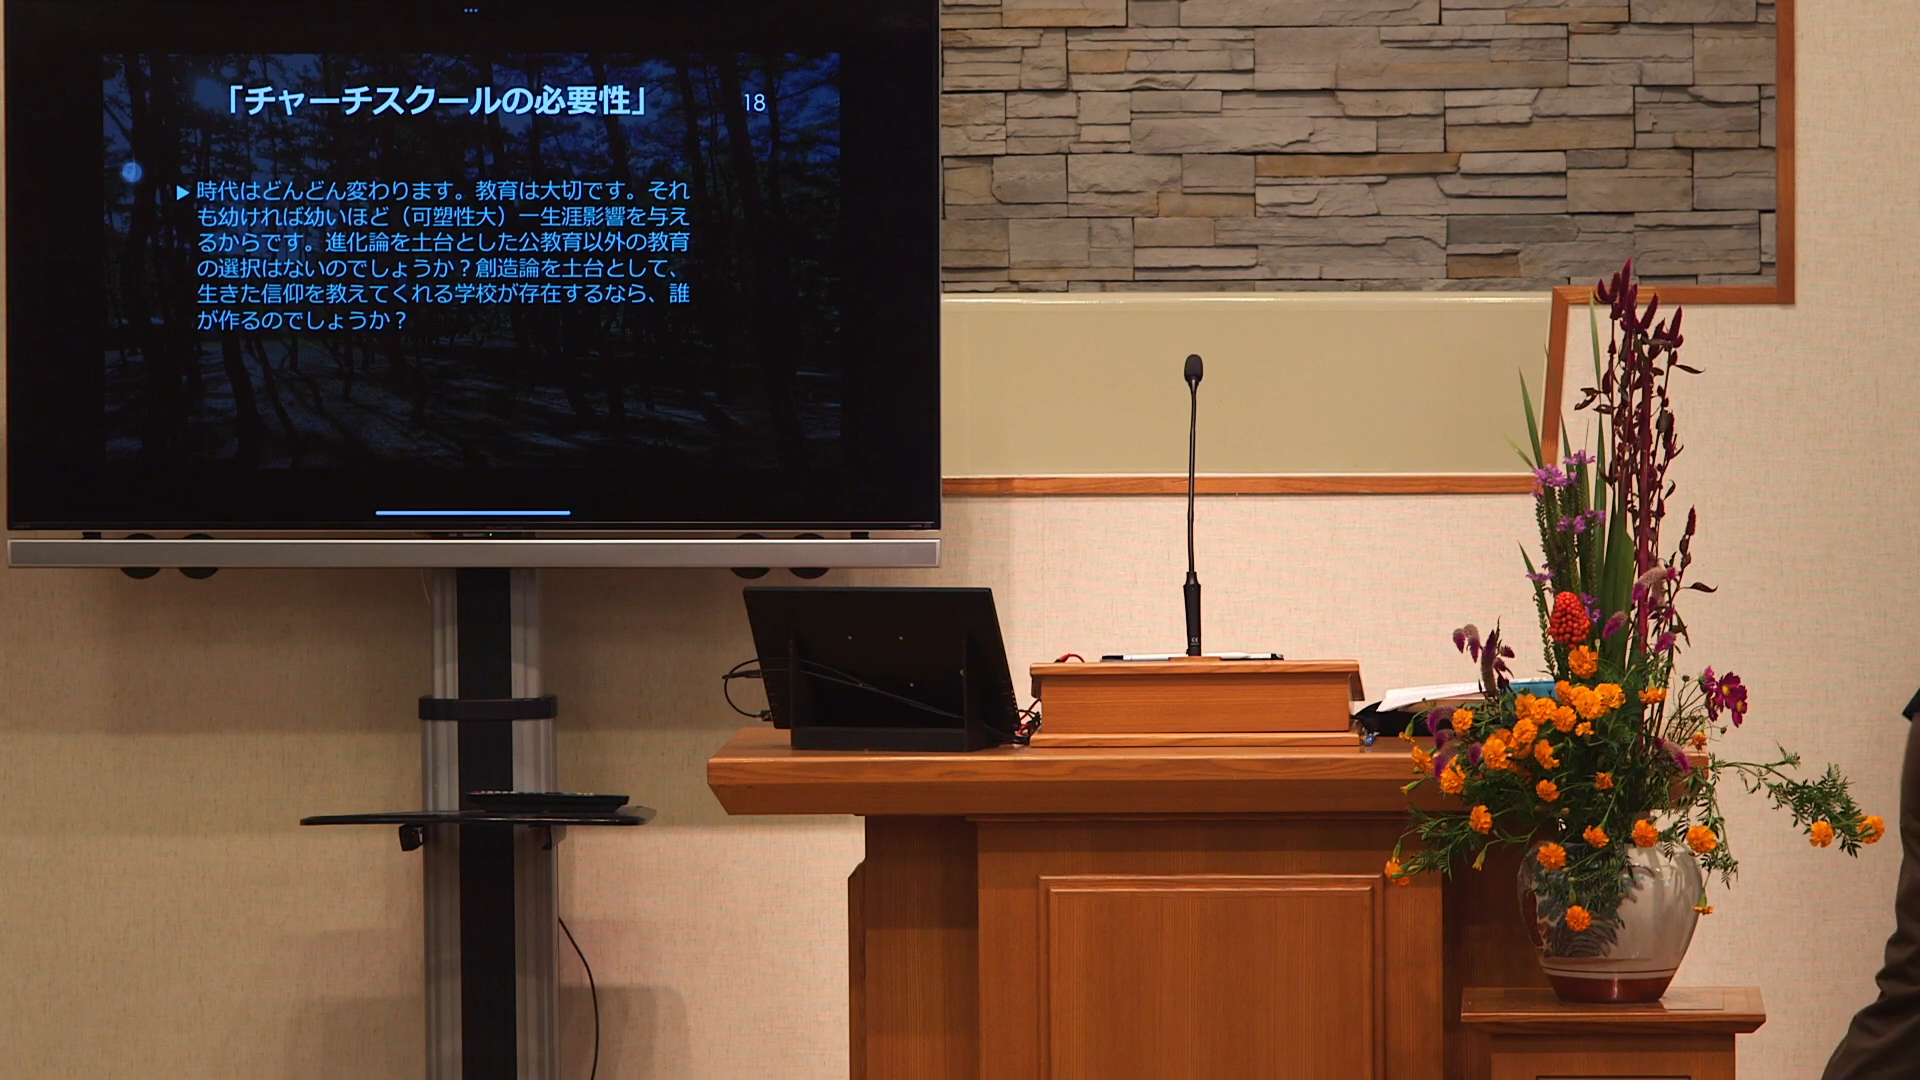 「チャーチスクールの必要性」
18
▶時代はどんどん変わります。教育は大切です。それ
も幼ければ幼いほど（可塑性大）一生涯影響を与え
るからです。進化論を土台とした公教育以外の教育
の選択はないのでしょうか？創造論を土台として、
生きた信仰を教えてくれる学校が存在するなら、誰
が作るのでしょうか？